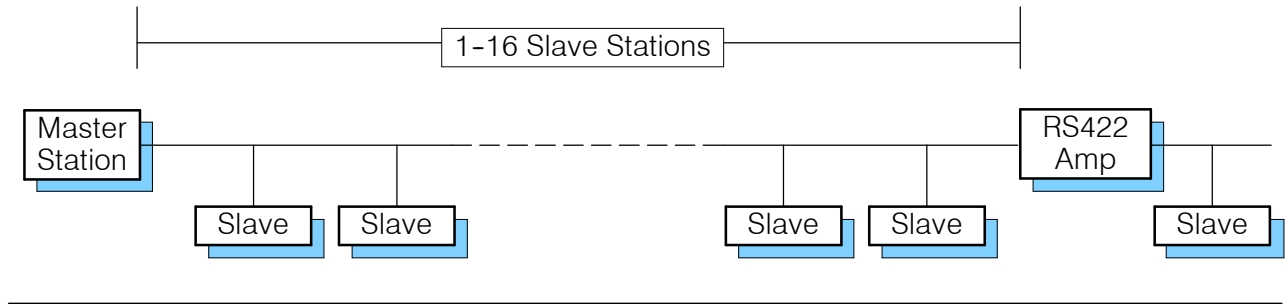 1-16 Slave Stations
Master
Station
RS422
Amp
Slave
Slave
Slave
Slave
Slave